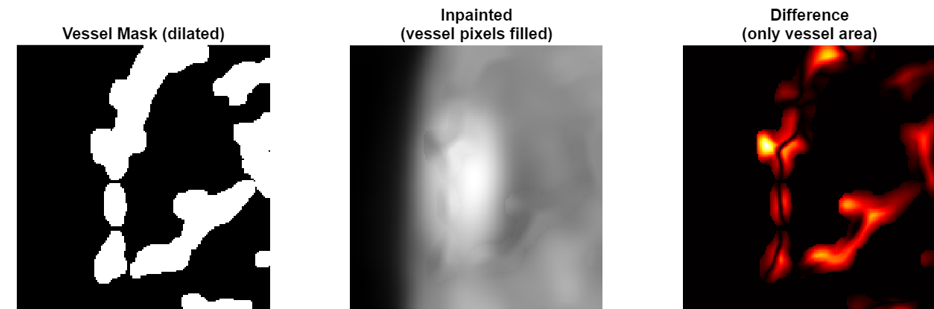 Vessel Mask (dilated)
Inpainted
(vessel pixels filled)
Difference
(only vessel area)